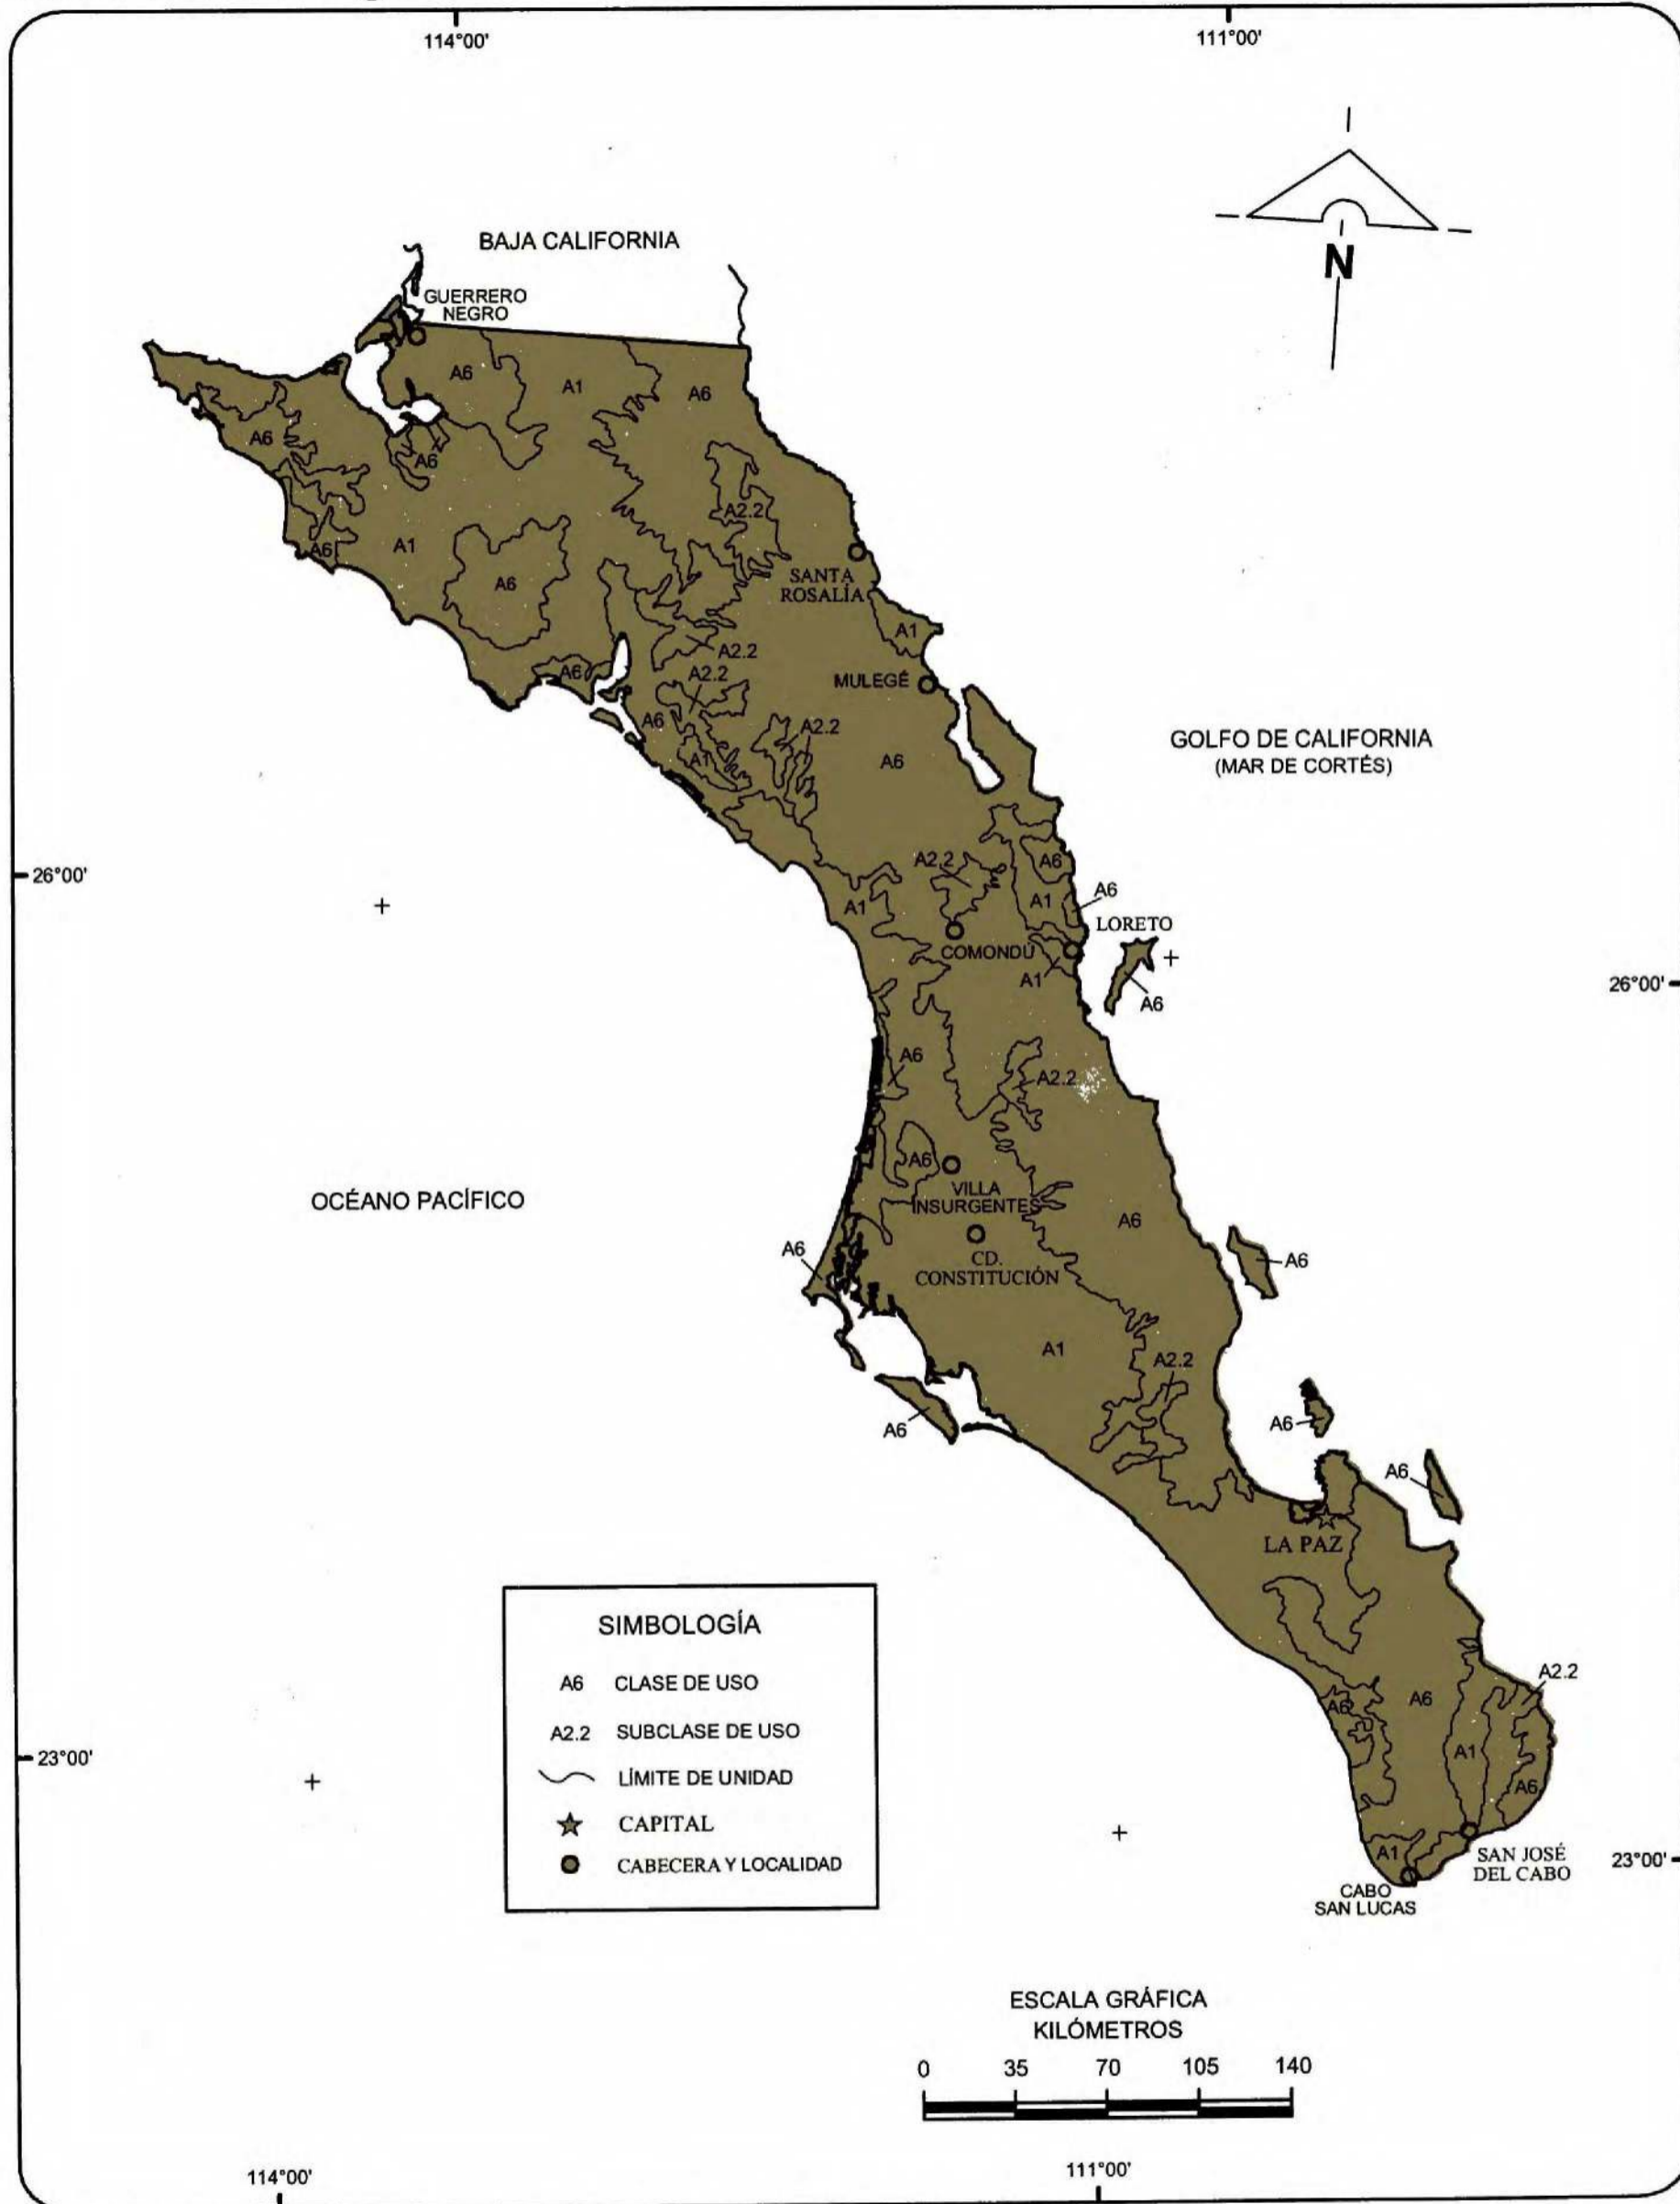 114°00'
111°00'
N
BAJA CALIFORNIA
GUERRERO
NEGRO
A6
A1
A6
A6
A6
A2.2
A6
A1
A6
SANTA
ROSALÍA
A1
A2.2
A6
A2.2
MULEGÉ
A6
A2.2
A1
A6
GOLFO DE CALIFORNIA
(MAR DE CORTÉS)
A2.2
A6
A6
26°00'
A1
A1
LORETO
COMONDÚ
A1
26°00'
A6
A6
A2.2
A6
VILLA
INSURGENTES
OCÉANO PACÍFICO
A6
A6
CD.
CONSTITUCIÓN
A6
A1
A2.2
A6
A6
A6
LA PAZ
SIMBOLOGÍA
A6 CLASE DE USO
A2.2 SUBCLASE DE USO
LÍMITE DE UNIDAD
CAPITAL
CABECERA Y LOCALIDAD
A2.2
A6
A6
A1
A6
23°00'
A1
SAN JOSÉ
DEL CABO
23°00'
CABO
SAN LUCAS
ESCALA GRÁFICA
KILÓMETROS
0 35 70 105 140
114°00'
111°00'